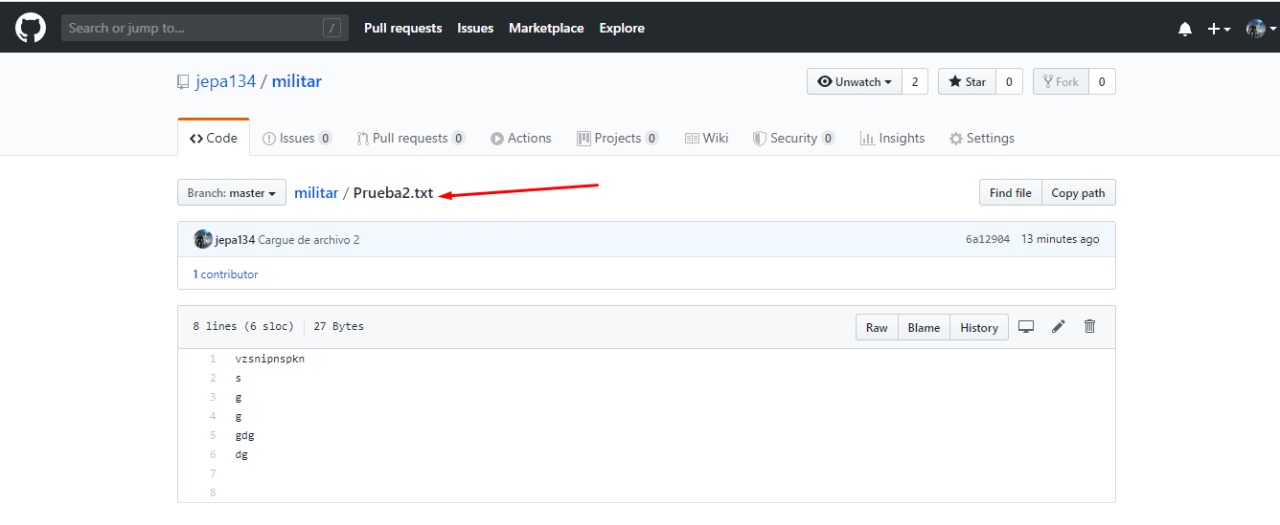 Search or jump to... / Pull requests Issues Marketplace Explore
jepa134 / militar Unwatch 2 Star 0 Fork 0
Code Issues 0 Pull requests 0 Actions Projects 0 Wiki Security 0 Insights Settings
Branch: master militar / Prueba2.txt Find file Copy path
jepa134 Cargue de archivo 2 6a12904 13 minutes ago
1 contributor
8 lines (6 sloc) 27 Bytes Raw Blame History
1 vzsnipnspkn
2 s
3 g
4 g
5 gdg
6 dg
7
8